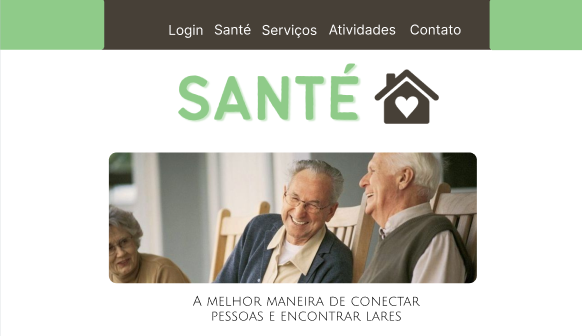 Login Santé Serviços Atividades Contato
SANTÉ
A melhor maneira de conectar
pessoas e encontrar lares